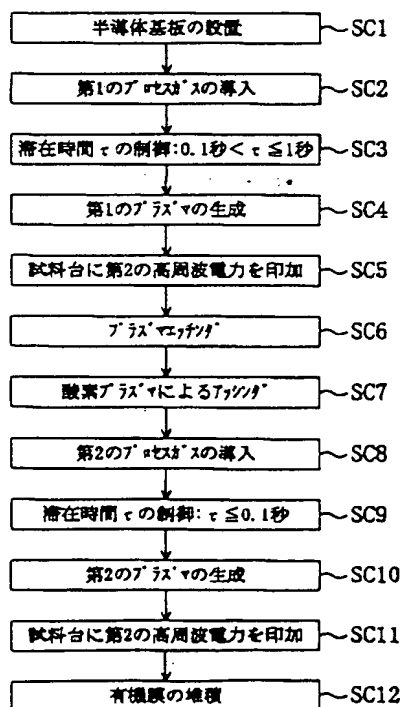 半導体基板の設置 SC1
第1のプロセスガスの導入 SC2
滞在時間τの制御:0.1秒<τ≦1秒 SC3
第1のプラズマの生成 SC4
試料台に第2の高周波電力を印加 SC5
プラズマエッチング SC6
酸素プラズマによるアッシング SC7
第2のプロセスガスの導入 SC8
滞在時間τの制御:τ≦0.1秒 SC9
第2のプラズマの生成 SC10
試料台に第2の高周波電力を印加 SC11
有機膜の堆積 SC12